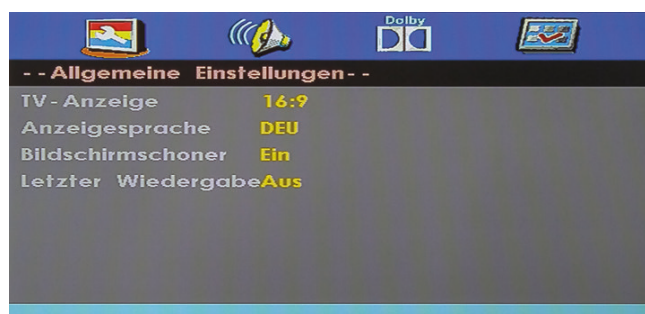 Dolby
--Allgemeine Einstellungen--
TV-Anzeige 16:9
Anzeigesprache DEU
Bildschirmschoner Ein
Letzter WiedergabeAus